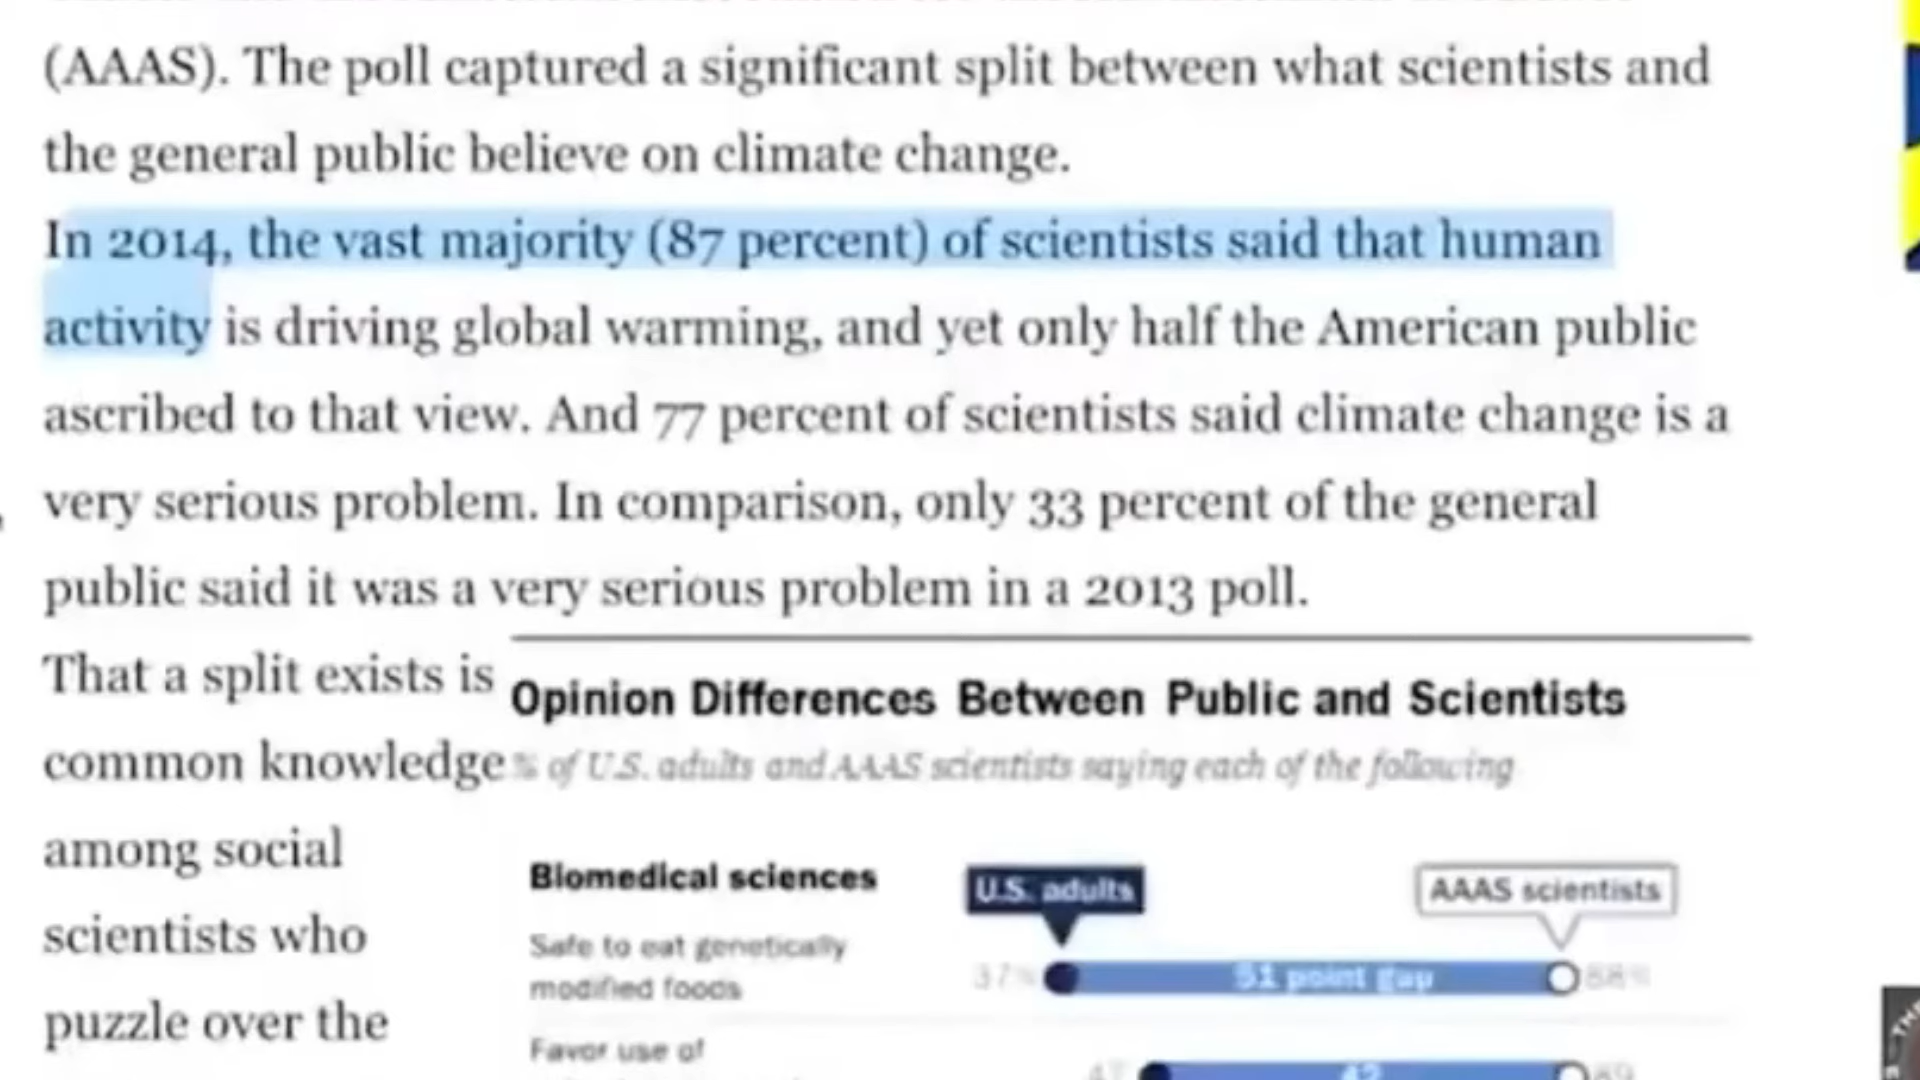 (AAAS). The poll captured a significant split between what scientists and
the general public believe on climate change.
In 2014, the vast majority (87 percent) of scientists said that human
activity is driving global warming, and yet only half the American public
ascribed to that view. And 77 percent of scientists said climate change is a
very serious problem. In comparison, only 33 percent of the general
public said it was a very serious problem in a 2013 poll.
That a split exists is
common knowledge
among social
scientists who
puzzle over the
Opinion Differences Between Public and Scientists
% of U.S. adults and AAAS scientists saying each of the following
Biomedical sciences
U.S. adults
AAAS scientists
Safe to eat genetically
modified foods
37%
51 point gap
88%
Favor use of
47
42
89